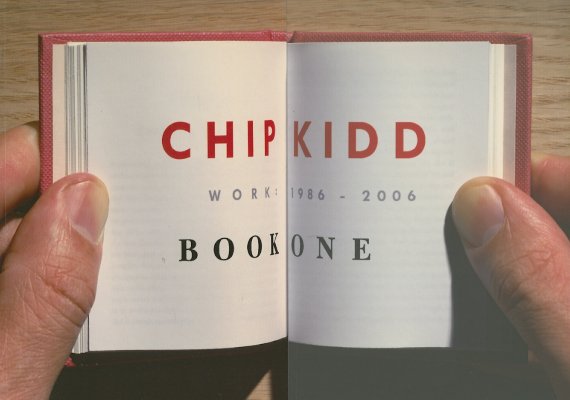 CHIP KIDD
WORK: 1986 - 2006
BOOK ONE